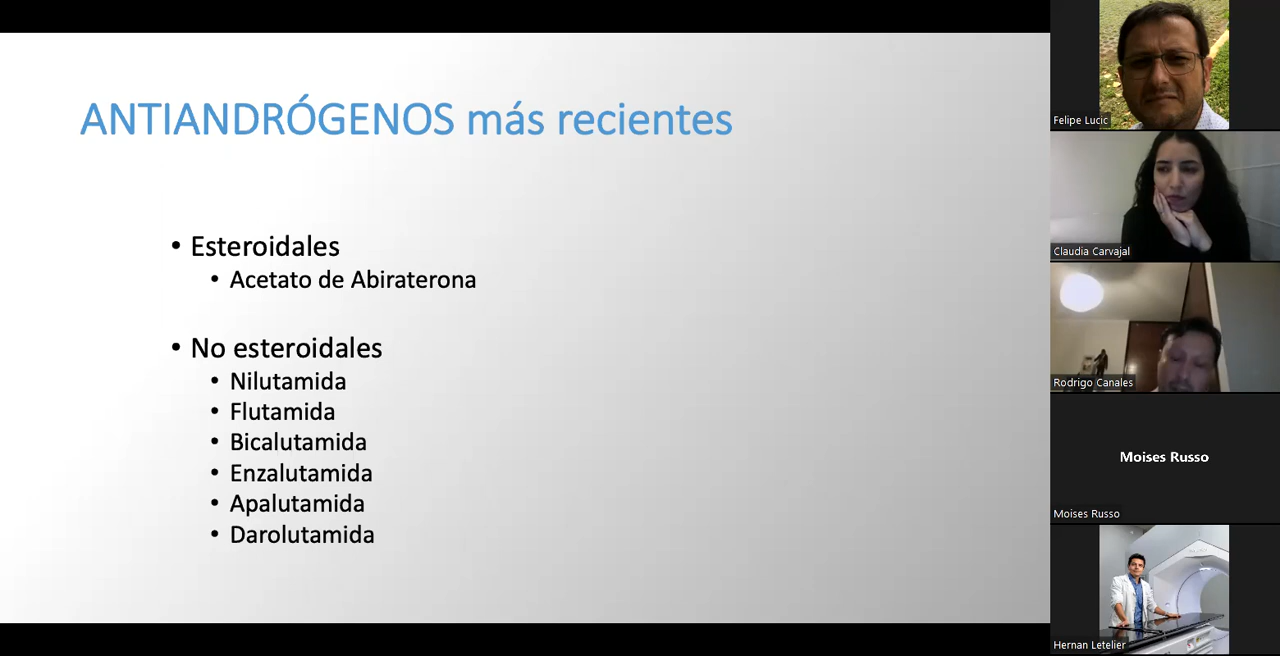 ANTIANDRÓGENOS más recientes
• Esteroidales
• Acetato de Abiraterona
• No esteroidales
• Nilutamida
• Flutamida
• Bicalutamida
• Enzalutamida
• Apalutamida
• Darolutamida
Felipe Lucic
Claudia Carvajal
Rodrigo Canales
Moises Russo
Moises Russo
Hernan Letelier